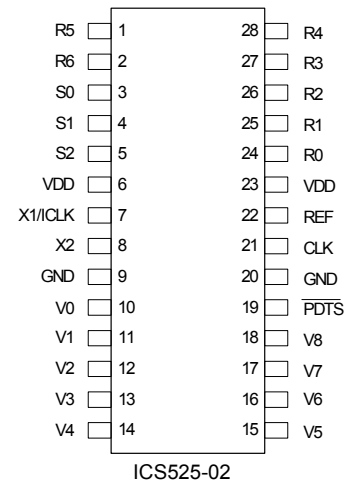 R5 1 28 R4
R6 2 27 R3
S0 3 26 R2
S1 4 25 R1
S2 5 24 R0
VDD 6 23 VDD
X1/ICLK 7 22 REF
X2 8 21 CLK
GND 9 20 GND
V0 10 19 PDTS
V1 11 18 V8
V2 12 17 V7
V3 13 16 V6
V4 14 15 V5
ICS525-02